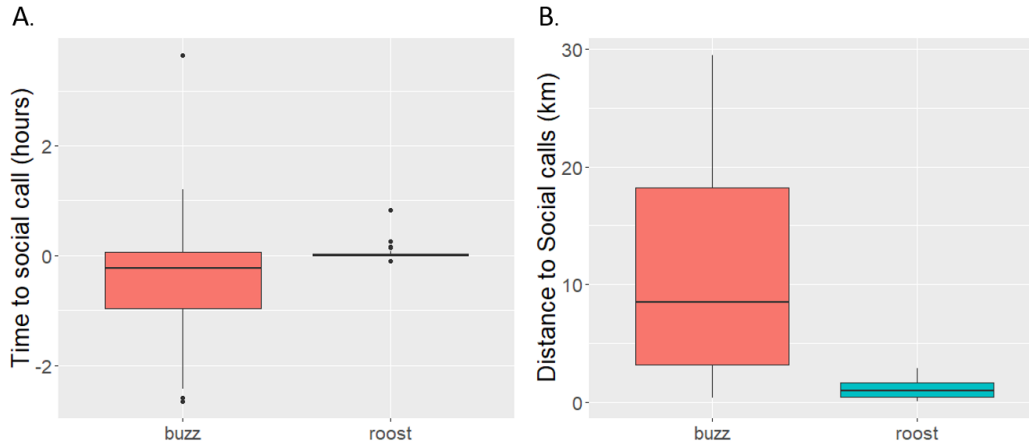 A.
Time to social call (hours)
2
0
-2
buzz
roost
B.
Distance to Social calls (km)
30
20
10
0
buzz
roost